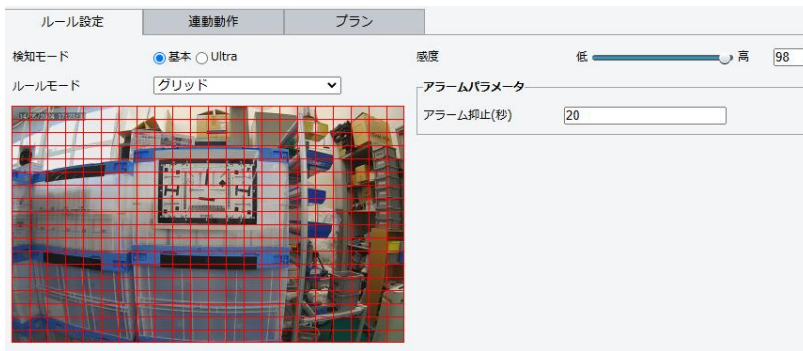 ルール設定
連動動作
プラン
検知モード
基本
Ultra
ルールモード
グリッド
感度
低
高
98
アラームパラメータ
アラーム抑止(秒)
20